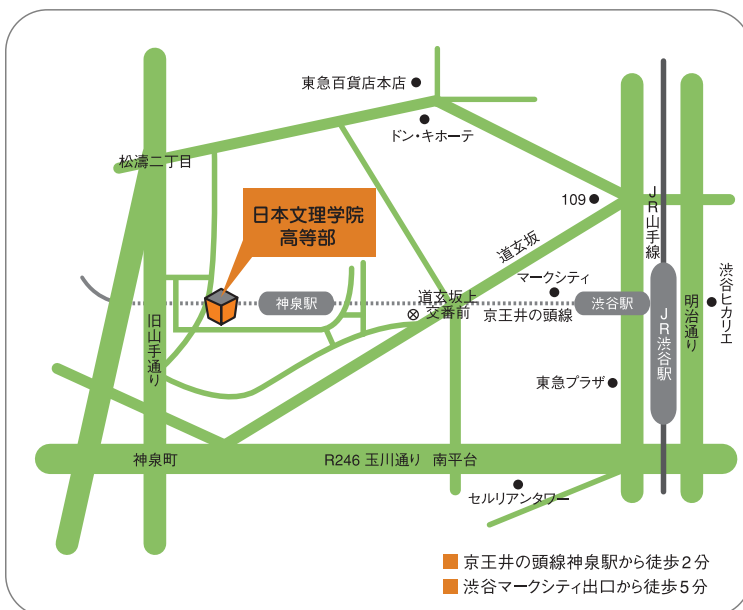 東急百貨店本店
ドン・キホーテ
松濤二丁目
日本文理学院
高等部
109
JR山手線
道玄坂
マークシティ
神泉駅
道玄坂上
交番前
渋谷駅
京王井の頭線
JR渋谷駅
明治通り
渋谷ヒカリエ
旧山手通り
東急プラザ
神泉町
R246 玉川通り
南平台
セルリアンタワー
京王井の頭線神泉駅から徒歩2分
渋谷マークシティ出口から徒歩5分